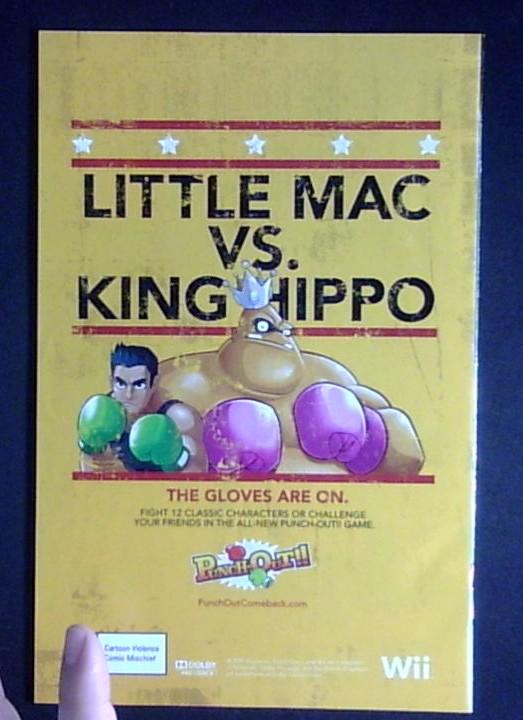 LITTLE MAC
VS.
KING HIPPO
THE GLOVES ARE ON.
FIGHT 12 CLASSIC CHARACTERS OR CHALLENGE
YOUR FRIENDS IN THE ALL-NEW PUNCH-OUT!! GAME.
PUNCH-OUT!!
PunchOutComeback.com
Cartoon Violence
Comic Mischief
DOLBY
Wii